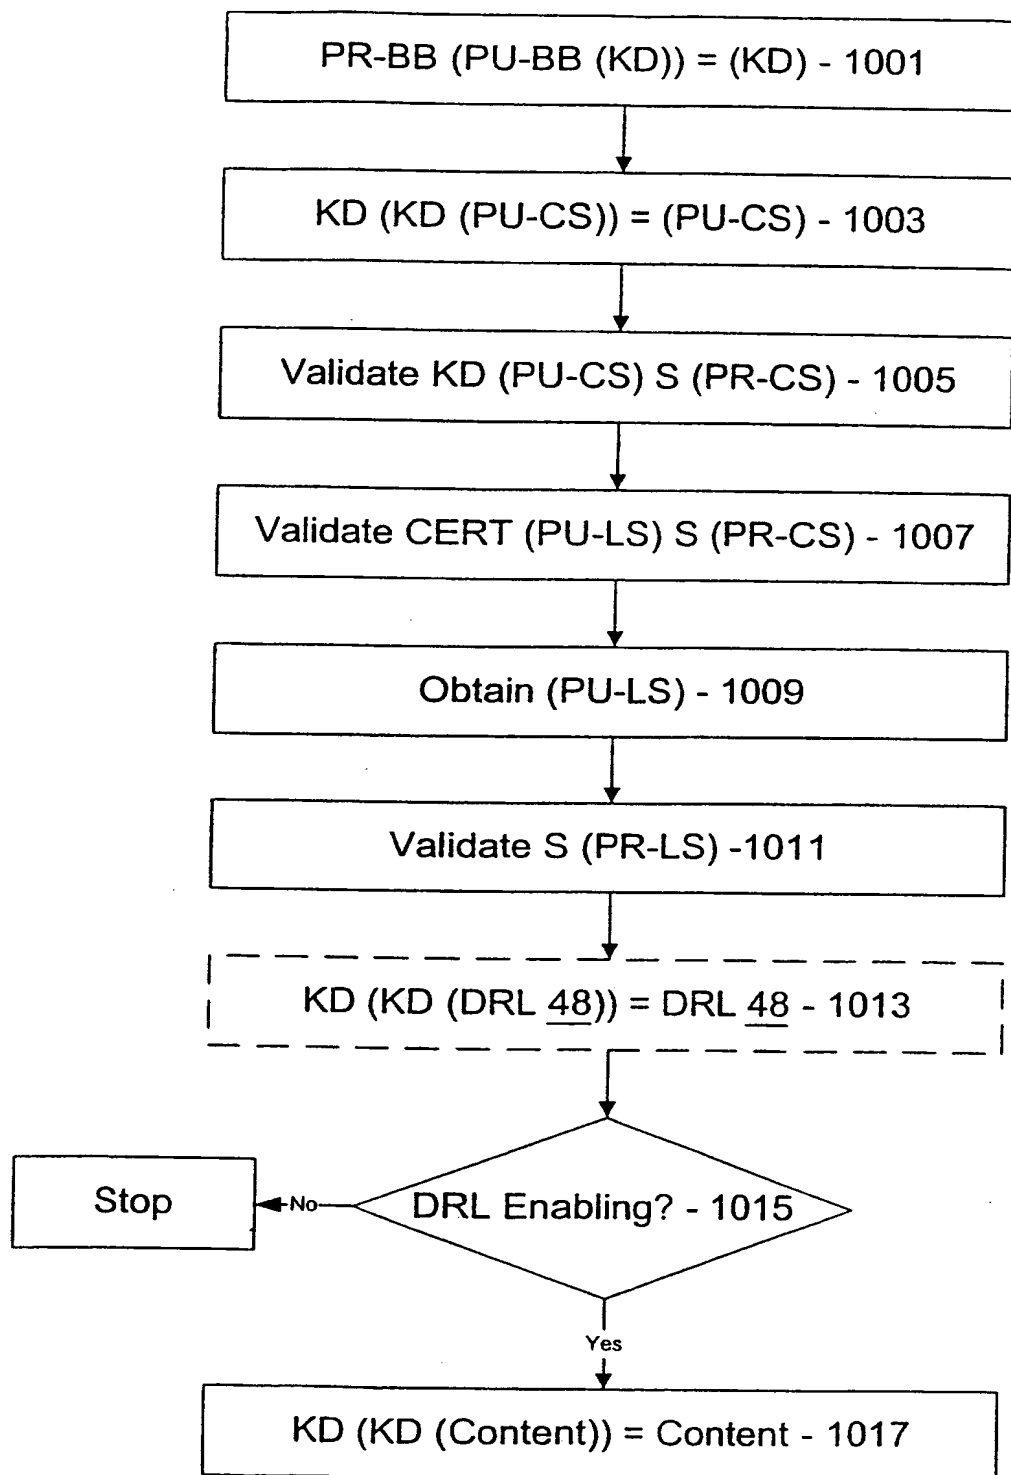 PR-BB (PU-BB (KD)) = (KD) - 1001
KD (KD (PU-CS)) = (PU-CS) - 1003
Validate KD (PU-CS) S (PR-CS) - 1005
Validate CERT (PU-LS) S (PR-CS) - 1007
Obtain (PU-LS) - 1009
Validate S (PR-LS) -1011
KD (KD (DRL 48)) = DRL 48 - 1013
DRL Enabling? - 1015
No
Stop
Yes
KD (KD (Content)) = Content - 1017